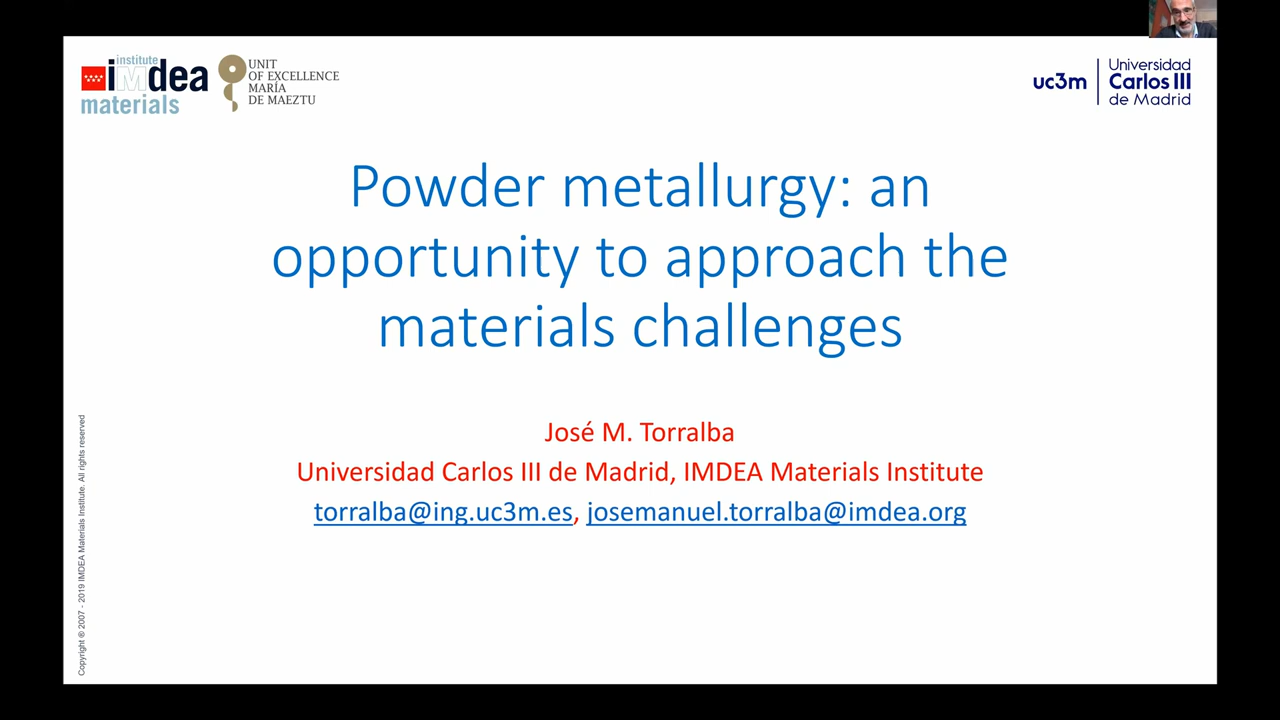 institute
imdea
materials
UNIT
OF EXCELLENCE
MARÍA
DE MAEZTU
uc3m
Universidad
Carlos III
de Madrid
Powder metallurgy: an
opportunity to approach the
materials challenges
José M. Torralba
Universidad Carlos III de Madrid, IMDEA Materials Institute
torralba@ing.uc3m.es, josemanuel.torralba@imdea.org
Copyright ® 2007 - 2019 IMDEA Materials Institute. All rights reserved